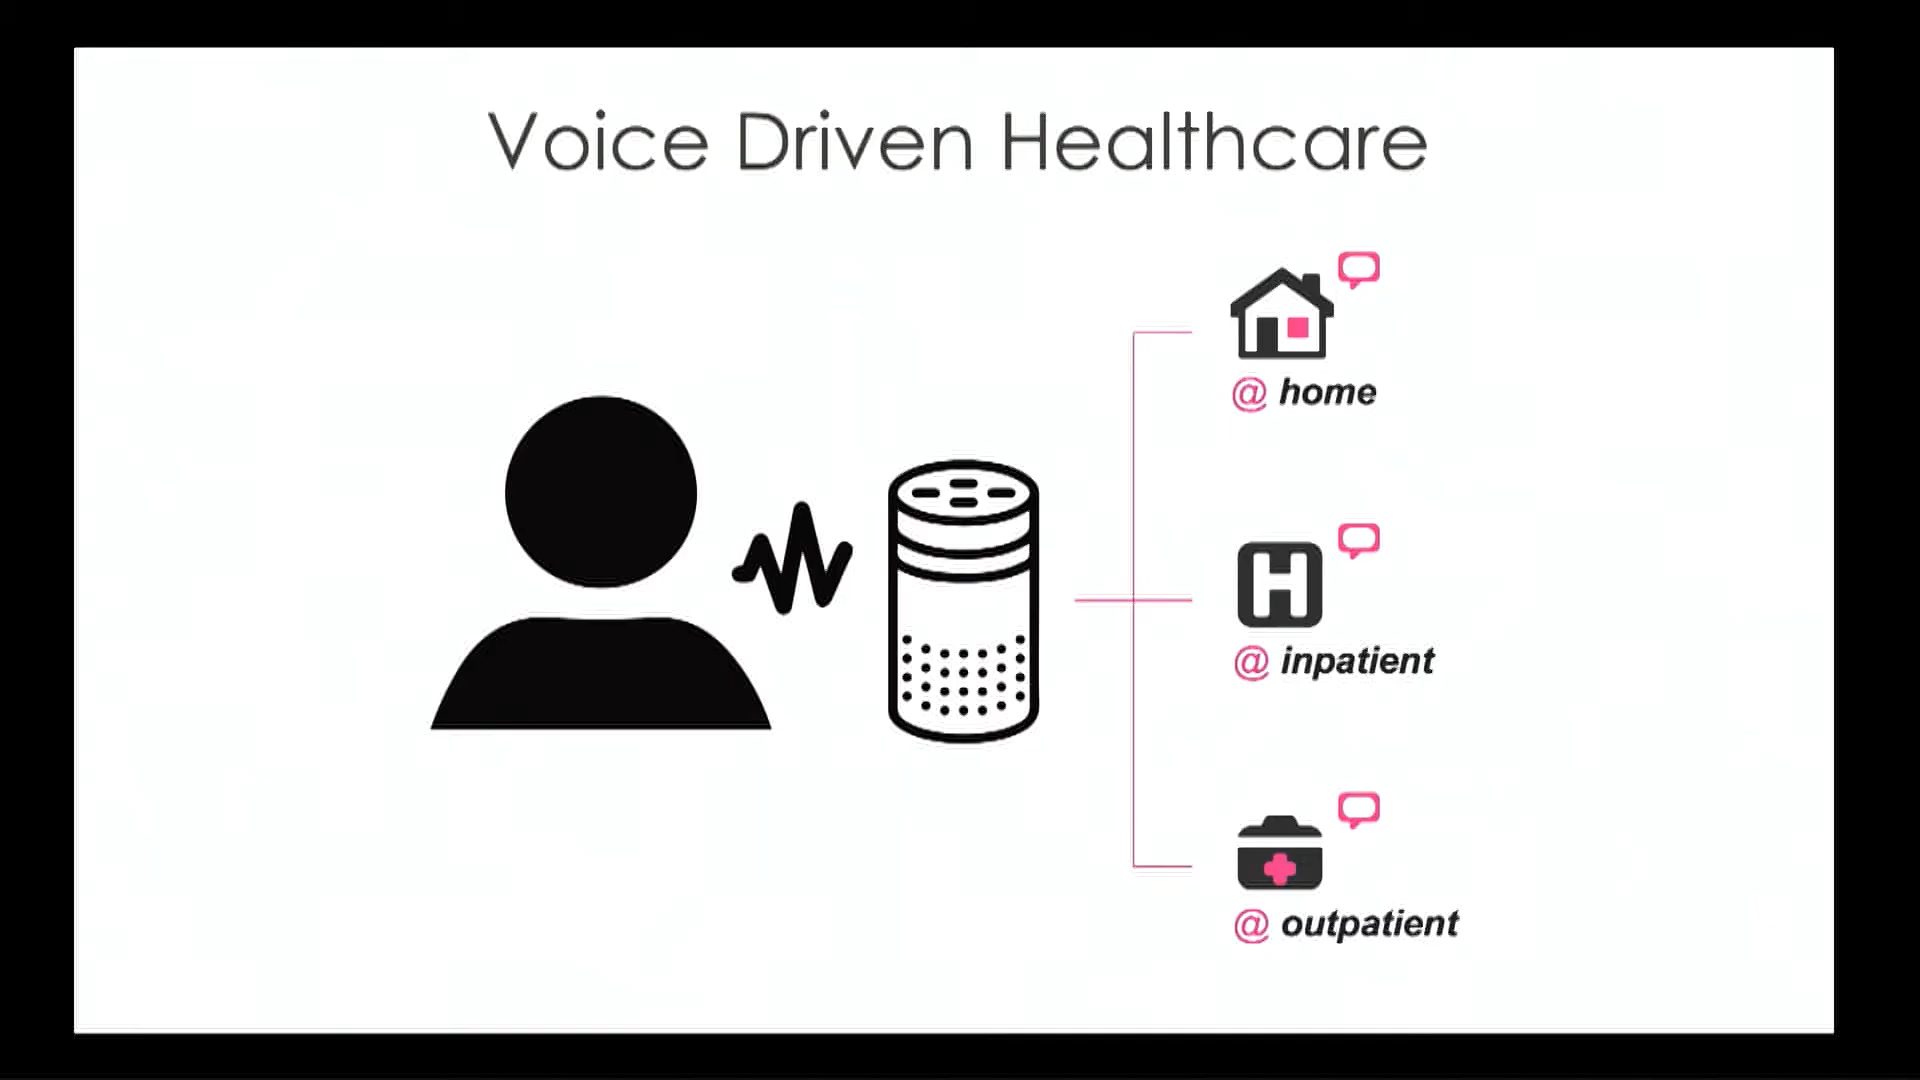 Voice Driven Healthcare
@ home
H
@ inpatient
@ outpatient